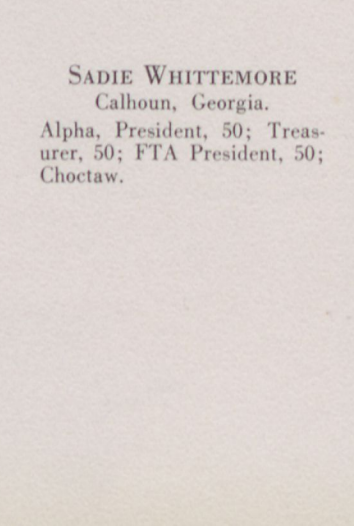 SADIE WHITTEMORE
Calhoun, Georgia.
Alpha, President, 50; Treas-
urer, 50; FTA President, 50;
Choctaw.